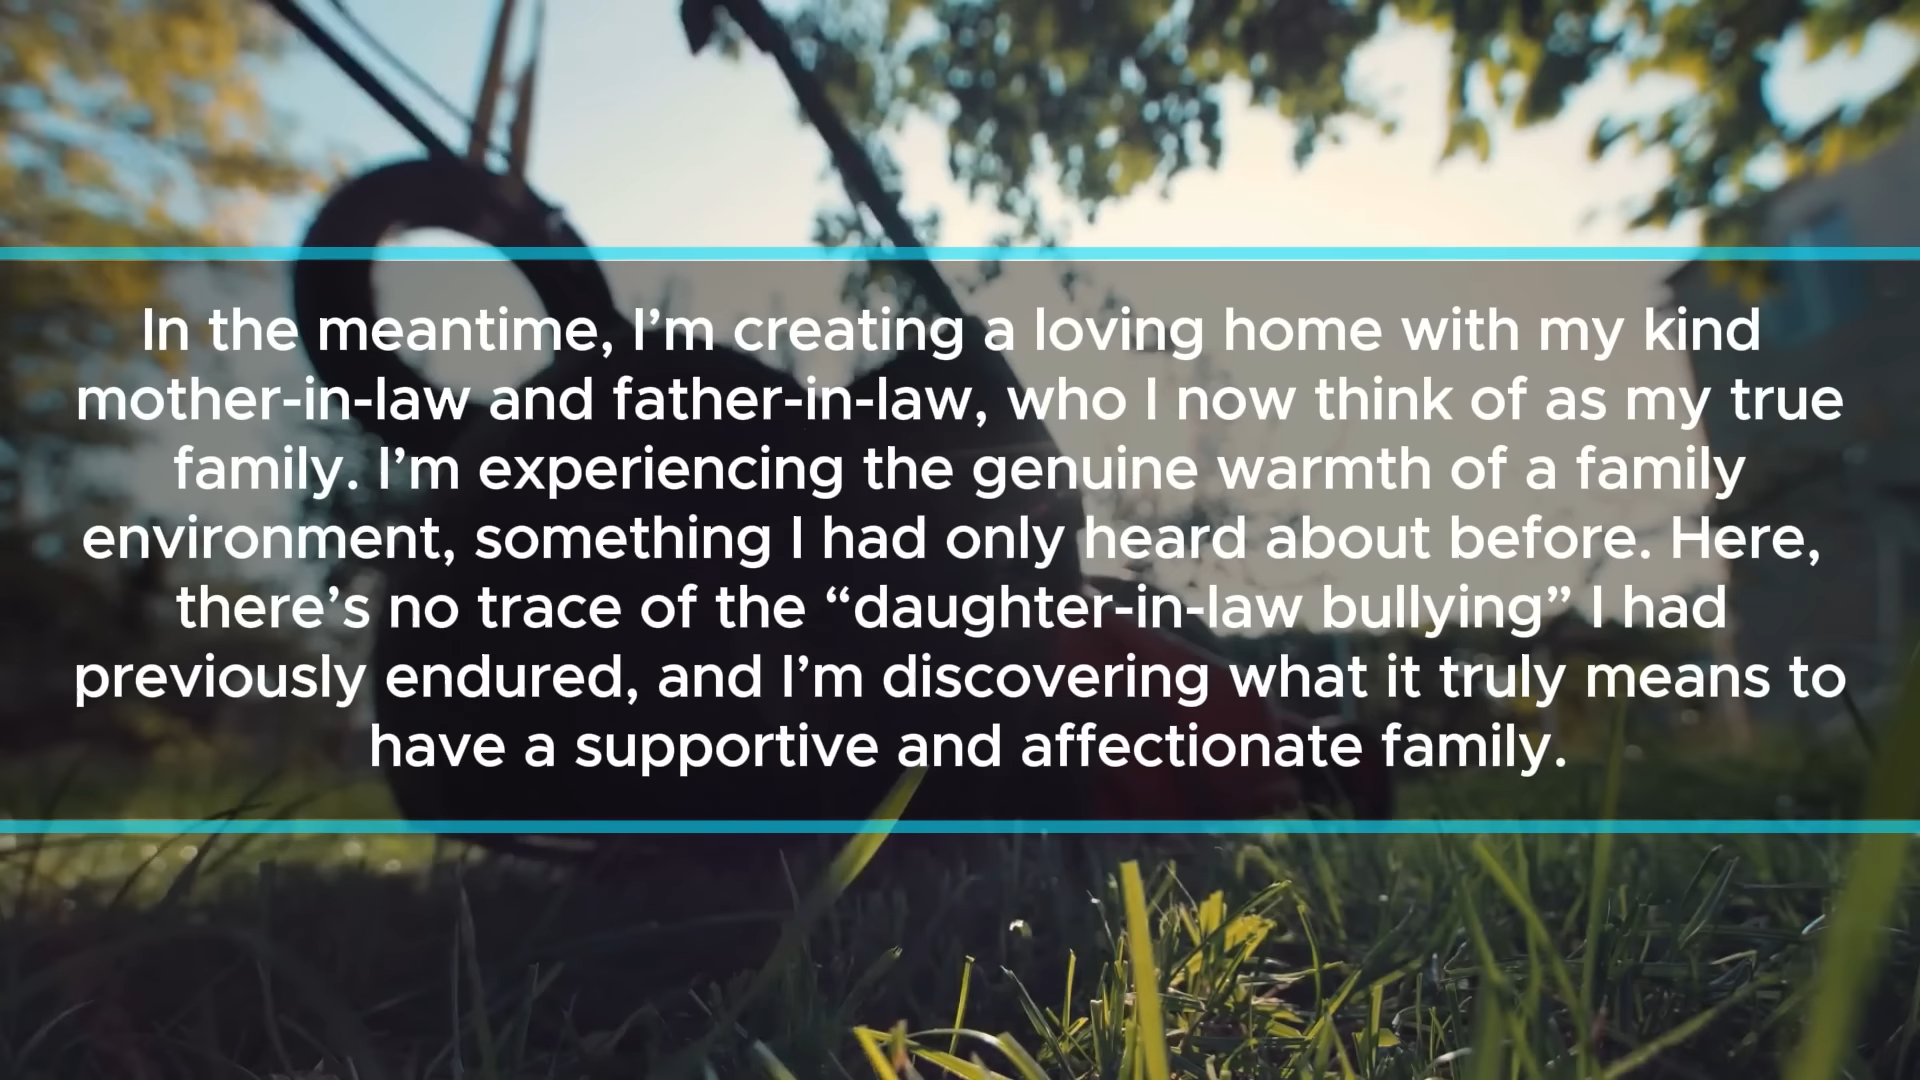 In the meantime, I’m creating a loving home with my kind
mother-in-law and father-in-law, who I now think of as my true
family. I’m experiencing the genuine warmth of a family
environment, something I had only heard about before. Here,
there’s no trace of the “daughter-in-law bullying” I had
previously endured, and I’m discovering what it truly means to
have a supportive and affectionate family.